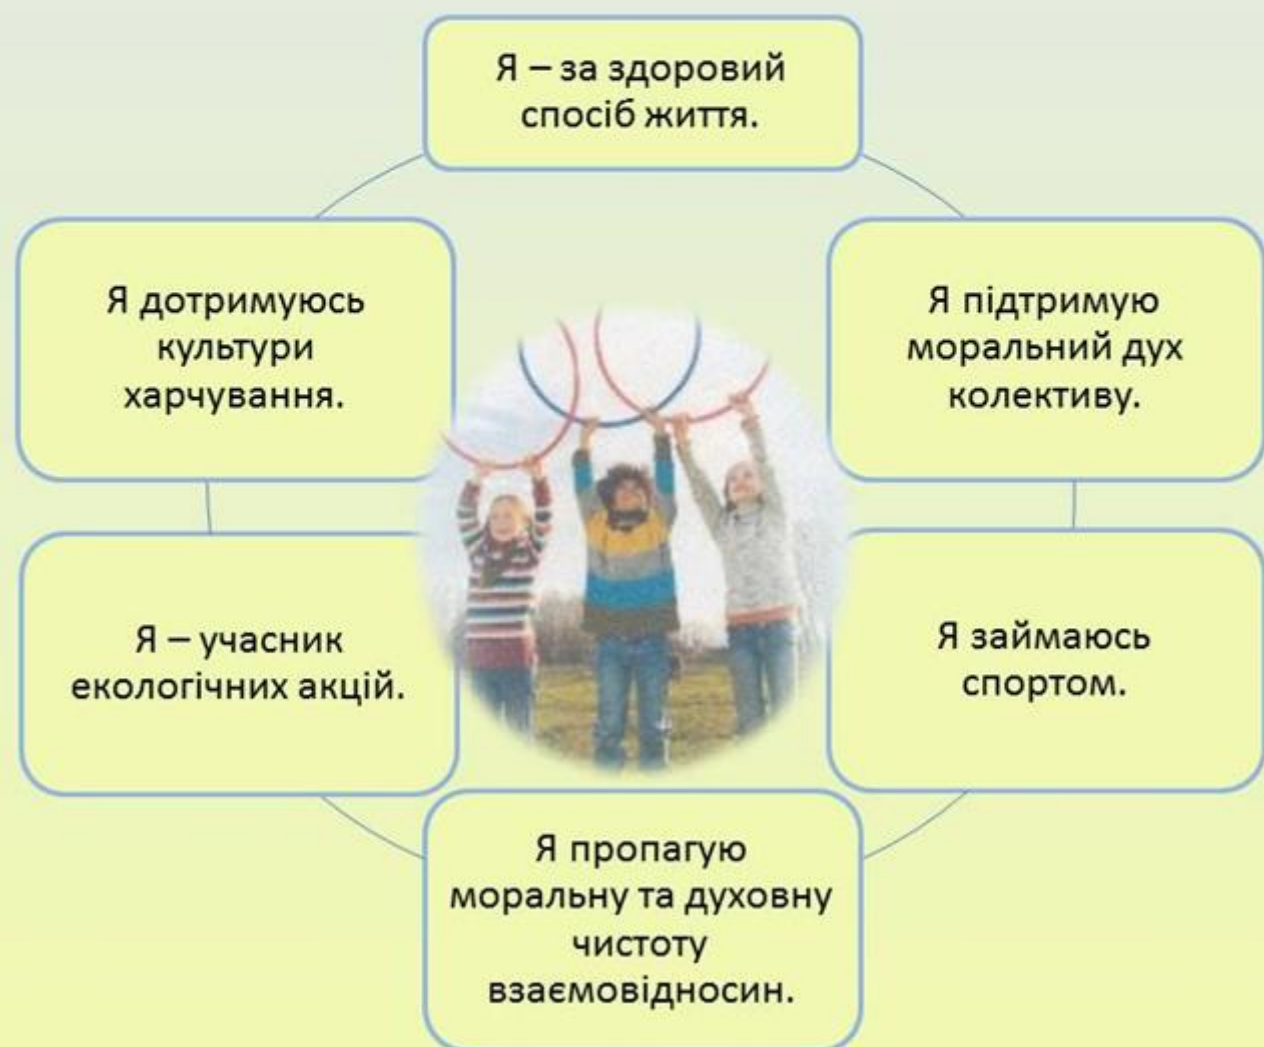 Я – за здоровий
спосіб життя.
Я підтримую
моральний дух
колективу.
Я займаюсь
спортом.
Я пропагую
моральну та духовну
чистоту
взаємовідносин.
Я – учасник
екологічних акцій.
Я дотримуюсь
культури
харчування.